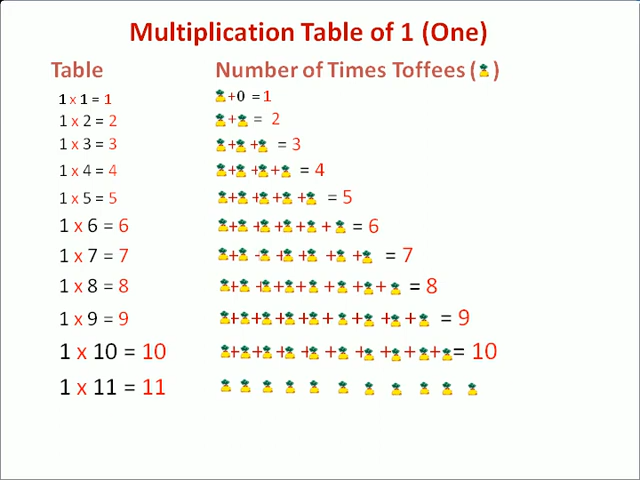 Multiplication Table of 1 (One)
Table Number of Times Toffees ( )
1 x 1 = 1 +0 = 1
1 x 2 = 2 + = 2
1 x 3 = 3 + + = 3
1 x 4 = 4 + + + = 4
1 x 5 = 5 + + + + = 5
1 x 6 = 6 + + + + + = 6
1 x 7 = 7 + - + + + + = 7
1 x 8 = 8 + + + + + + + = 8
1 x 9 = 9 + + + + + + + + = 9
1 x 10 = 10 + + + + + + + + + = 10
1 x 11 = 11